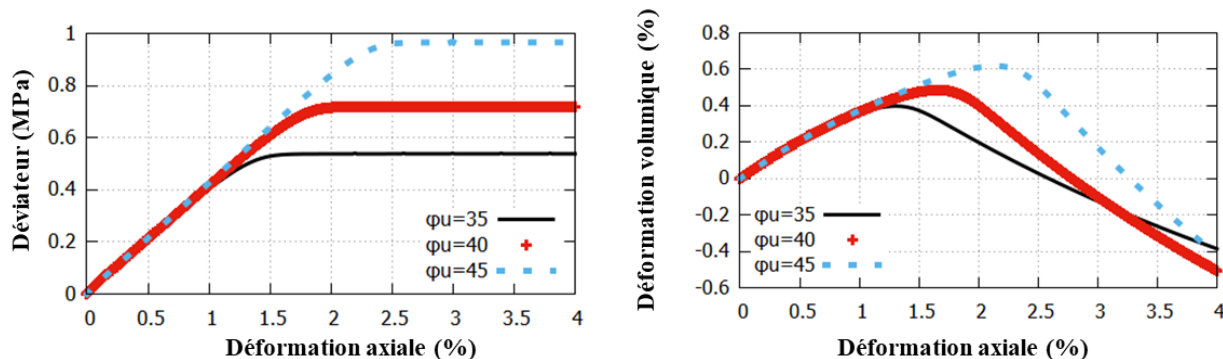 Déviateur (MPa)
1
0.8
0.6
0.4
0.2
0
φu=35
φu=40
φu=45
0 0.5 1 1.5 2 2.5 3 3.5 4
Déformation axiale (%)
Déformation volumique (%)
0.8
0.6
0.4
0.2
0
-0.2
-0.4
-0.6
φu=35
φu=40
φu=45
0 0.5 1 1.5 2 2.5 3 3.5 4
Déformation axiale (%)